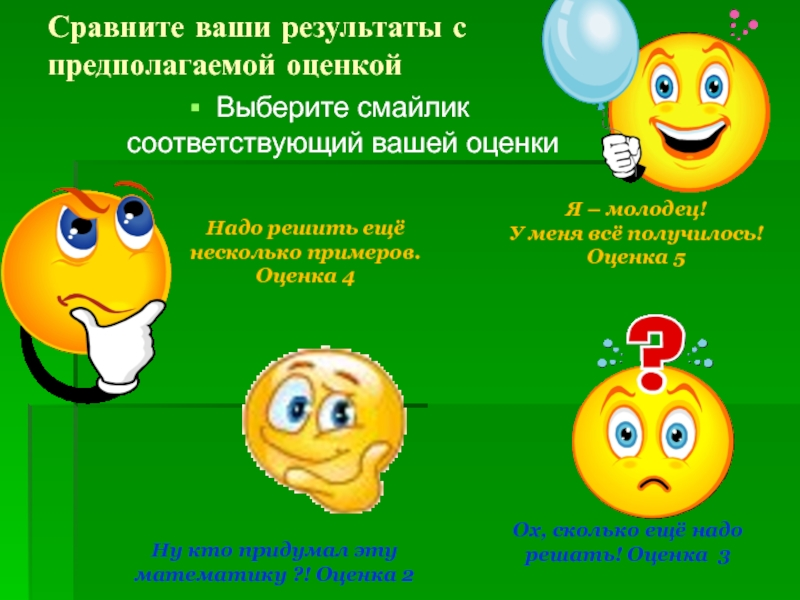 Сравните ваши результаты с
предполагаемой оценкой
▪ Выберите смайлик
соответствующий вашей оценки
Надо решить ещё
несколько примеров.
Оценка 4
Я – молодец!
У меня всё получилось!
Оценка 5
Ну кто придумал эту
математику ?! Оценка 2
Ох, сколько ещё надо
решать! Оценка 3
?